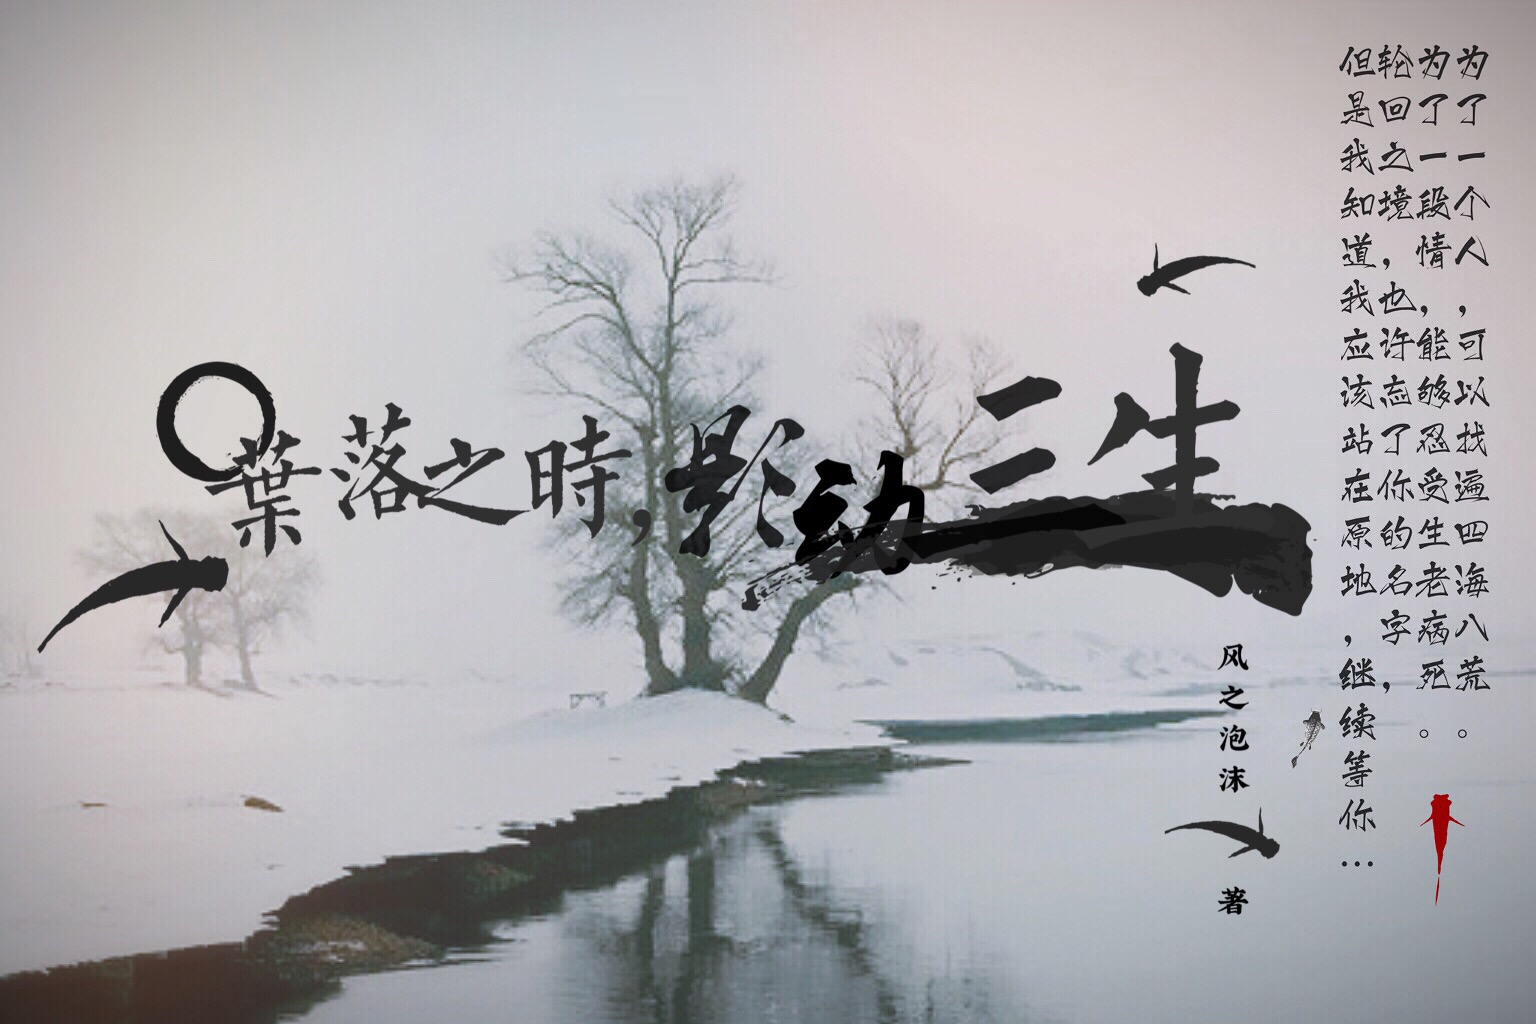 葉落之時，影动三生
为了一个人，可以找遍四海八荒。
为了一段情，能够忍受生老病死。
轮回之境，也许忘了你的名字，
但是我知道，我应该站在原地，继续等你…
风之泡沫 著